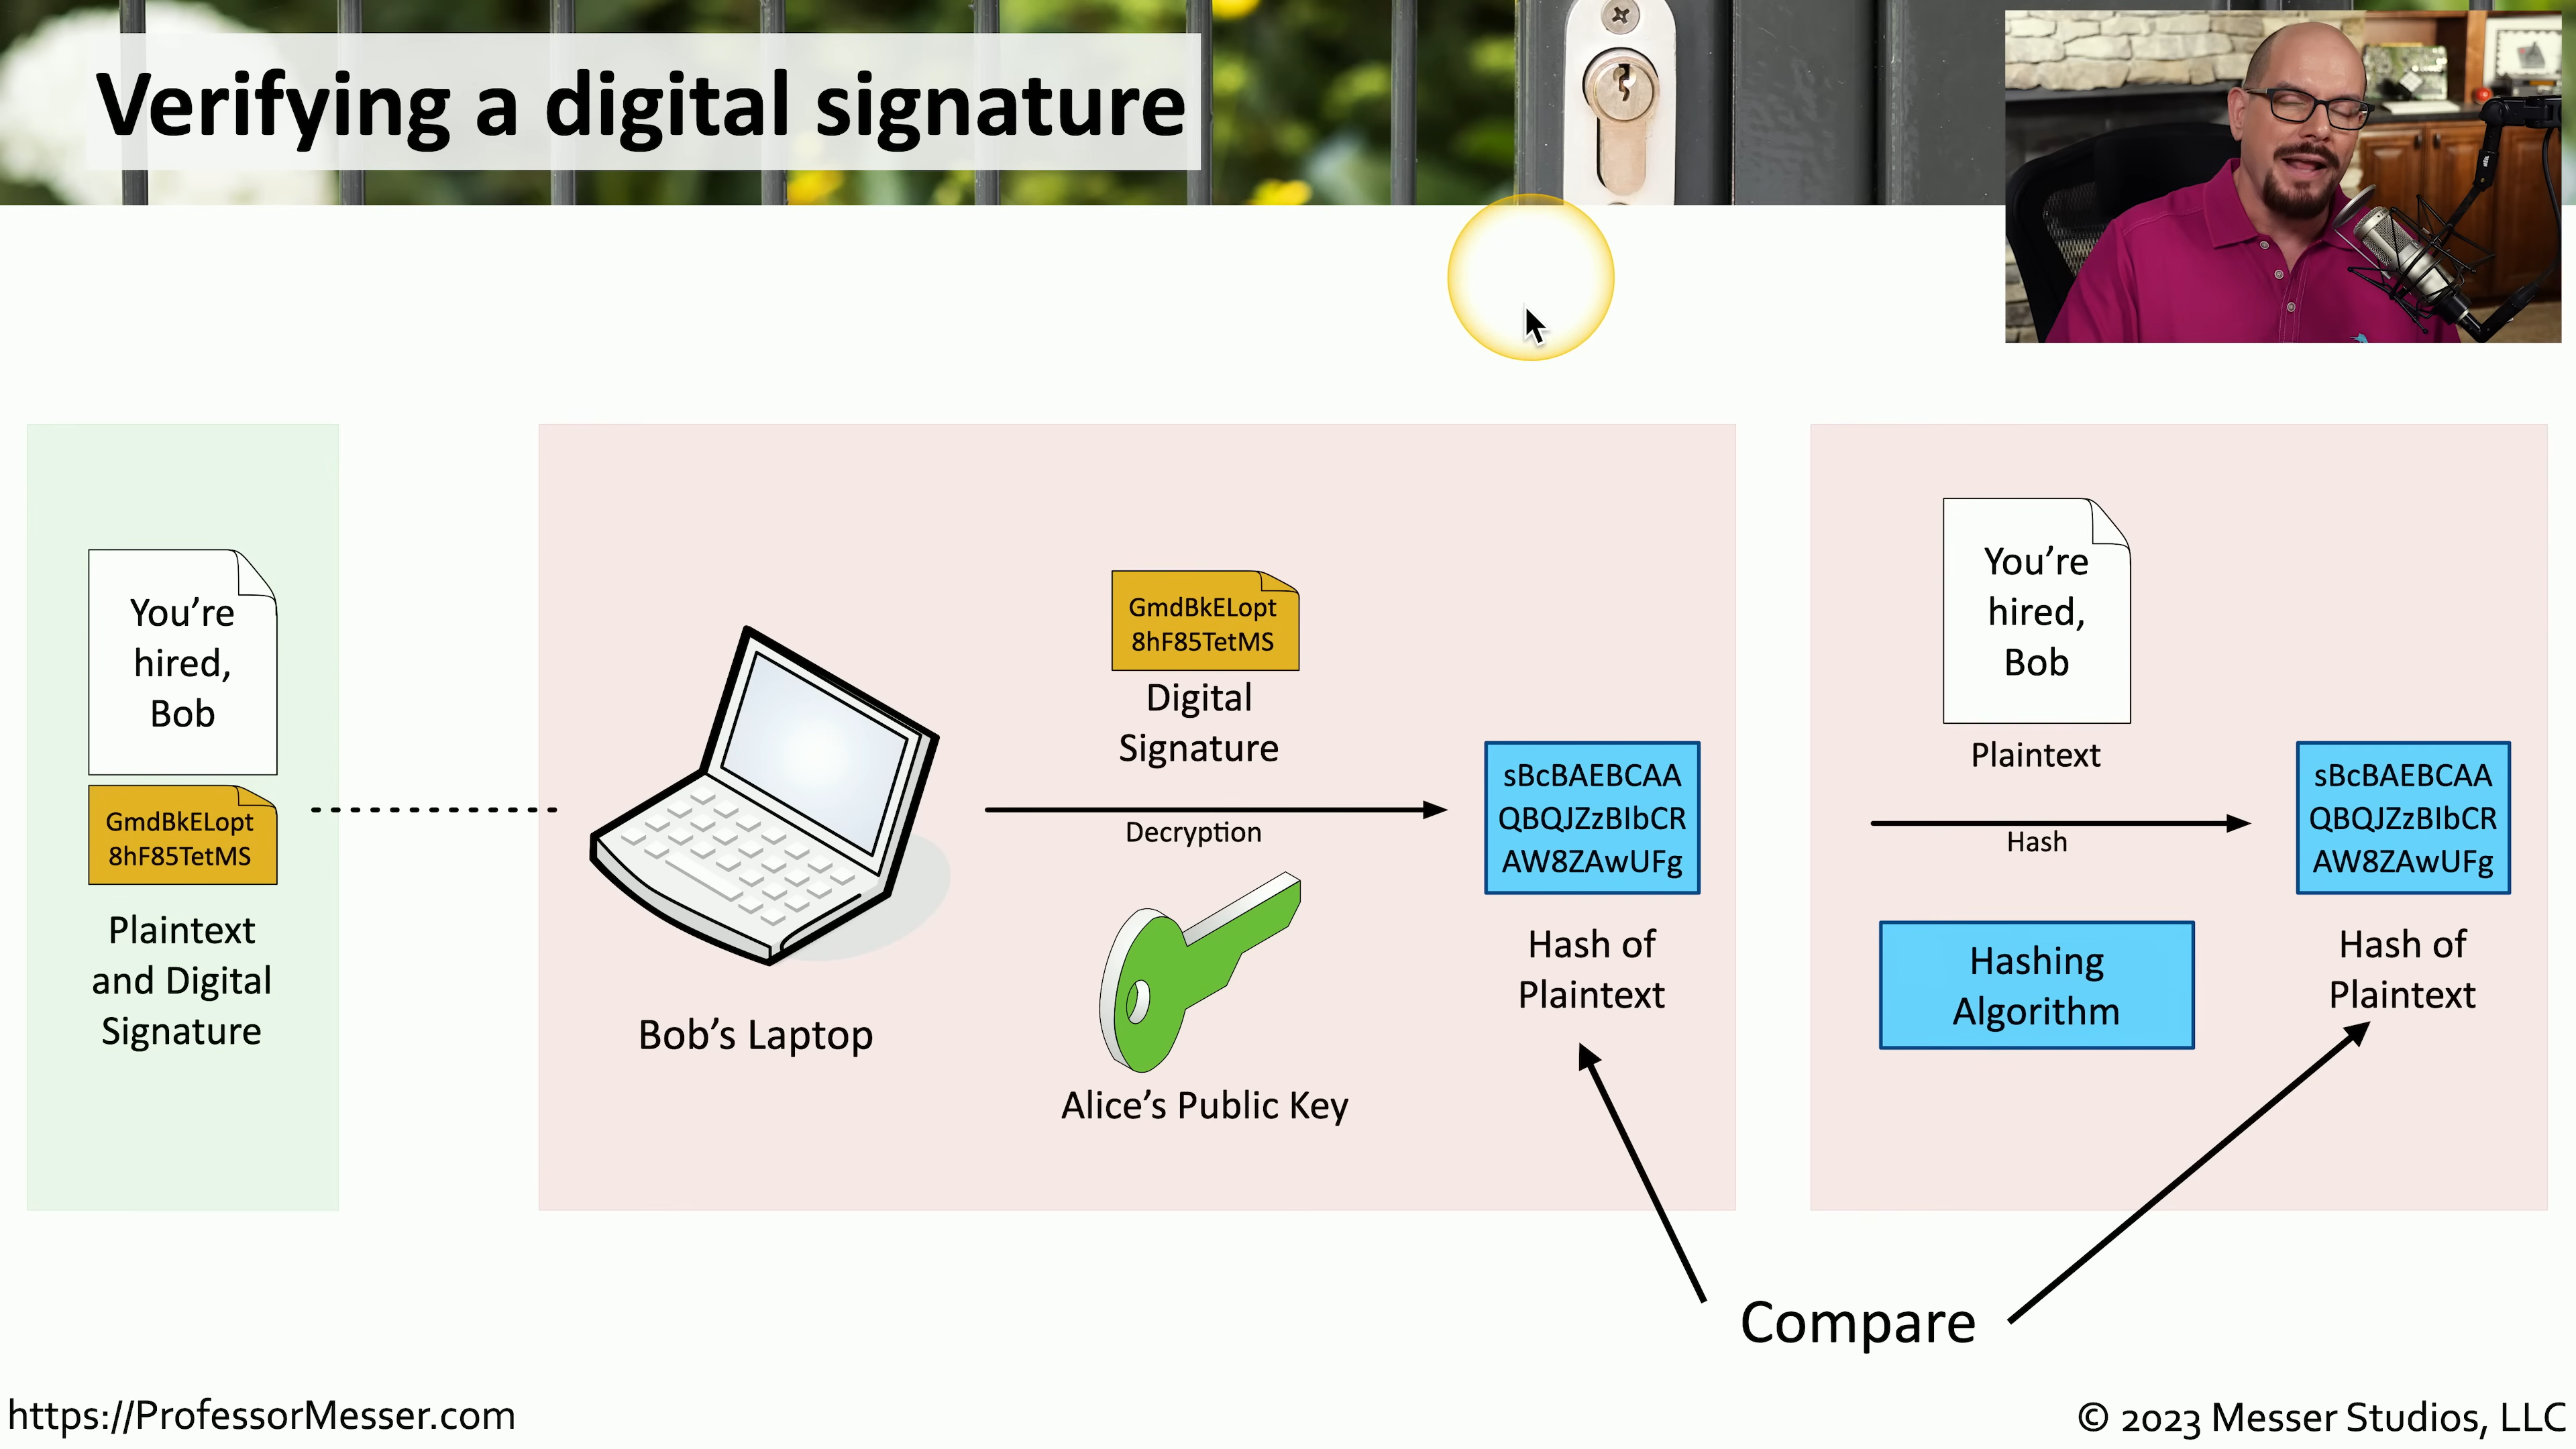 Verifying a digital signature
You're
hired,
Bob
GmdBkELopt
8hF85TetMS
Plaintext
and Digital
Signature
Bob's Laptop
GmdBkELopt
8hF85TetMS
Digital
Signature
Decryption
Alice's Public Key
sBcBAEBCAA
QBQJZzBIbCR
AW8ZAwUFg
Hash of
Plaintext
You're
hired,
Bob
Plaintext
Hash
Hashing
Algorithm
sBcBAEBCAA
QBQJZzBIbCR
AW8ZAwUFg
Hash of
Plaintext
Compare
https://ProfessorMesser.com
© 2023 Messer Studios, LLC